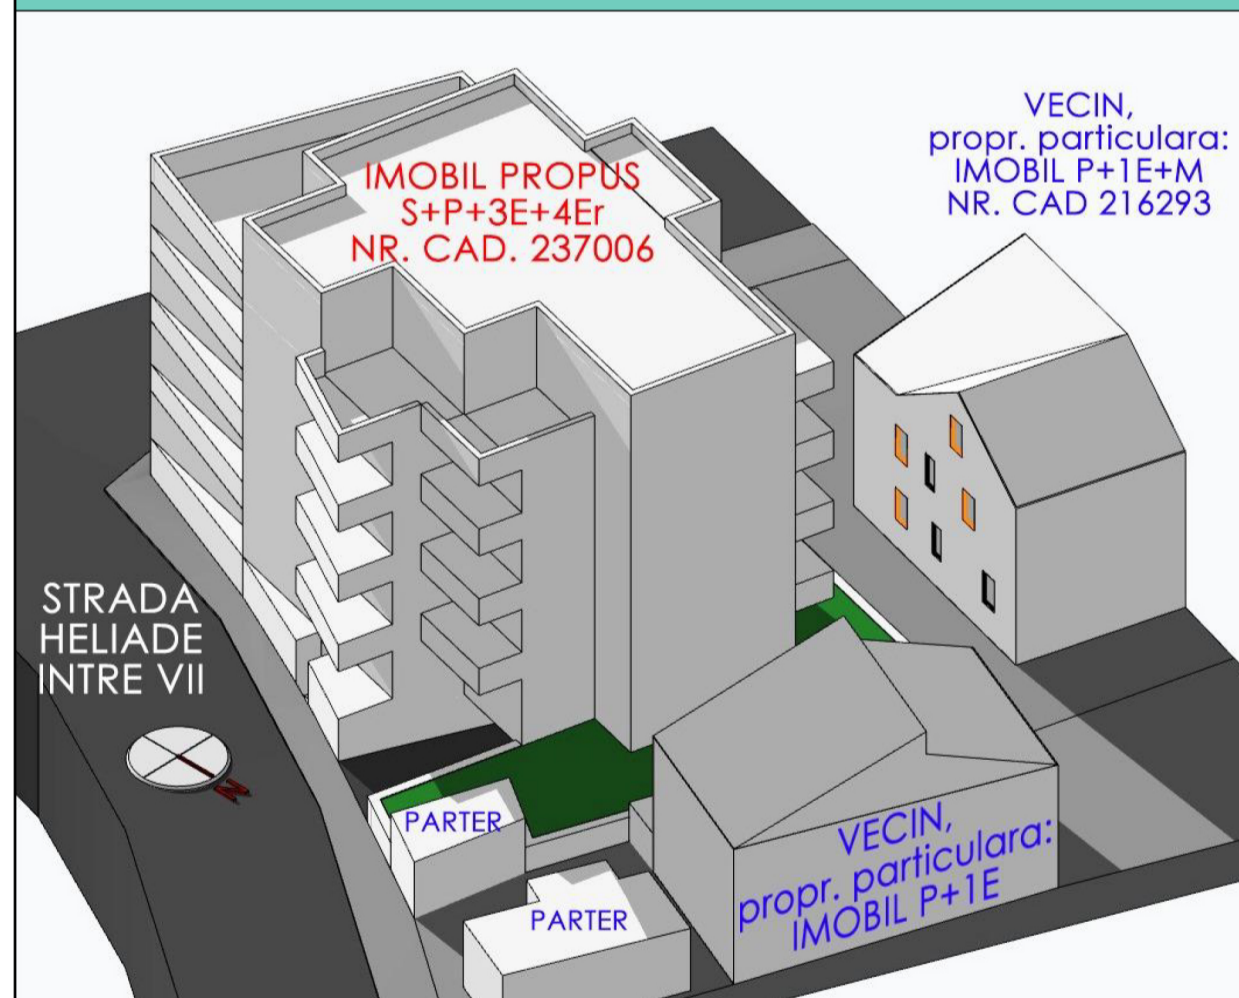 VECIN,
propr. particulara:
IMOBIL P+1E+M
NR. CAD 216293
IMOBIL PROPUS
S+P+3E+4Er
NR. CAD. 237006
STRADA
HELIADE
INTRE VII
N
PARTER
PARTER
VECIN,
propr. particulara:
IMOBIL P+1E